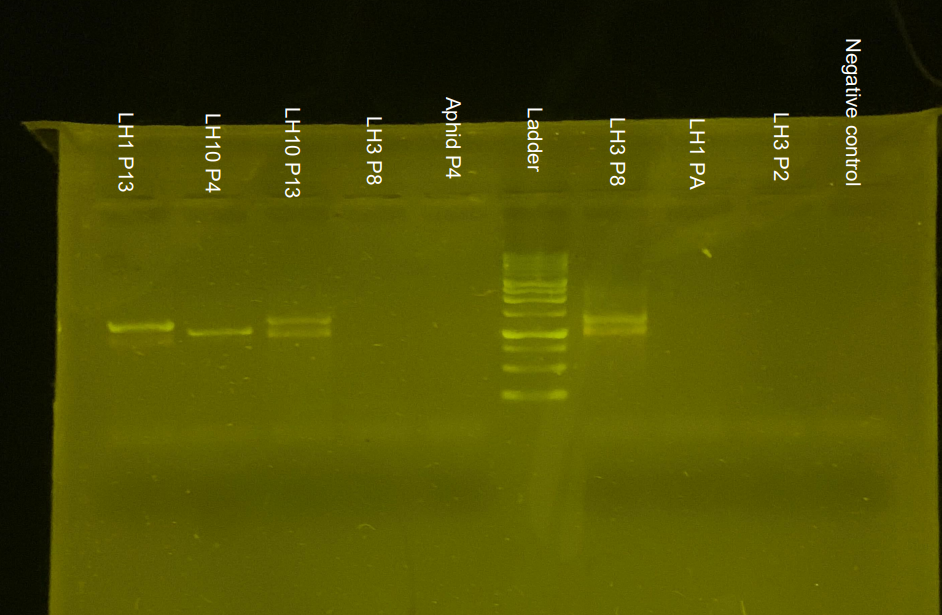 LH1 P13
LH10 P4
LH10 P13
LH3 P8
Aphid P4
Ladder
LH3 P8
LH1 PA
LH3 P2
Negative control